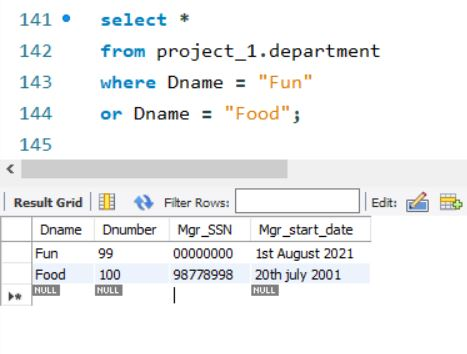 141 select *
142 from project_1.department
143 where Dname = "Fun"
144 or Dname = "Food";
145
Result Grid Filter Rows: Edit:
Dname Dnumber Mgr_SSN Mgr_start_date
Fun 99 00000000 1st August 2021
Food 100 98778998 20th july 2001
NULL NULL NULL